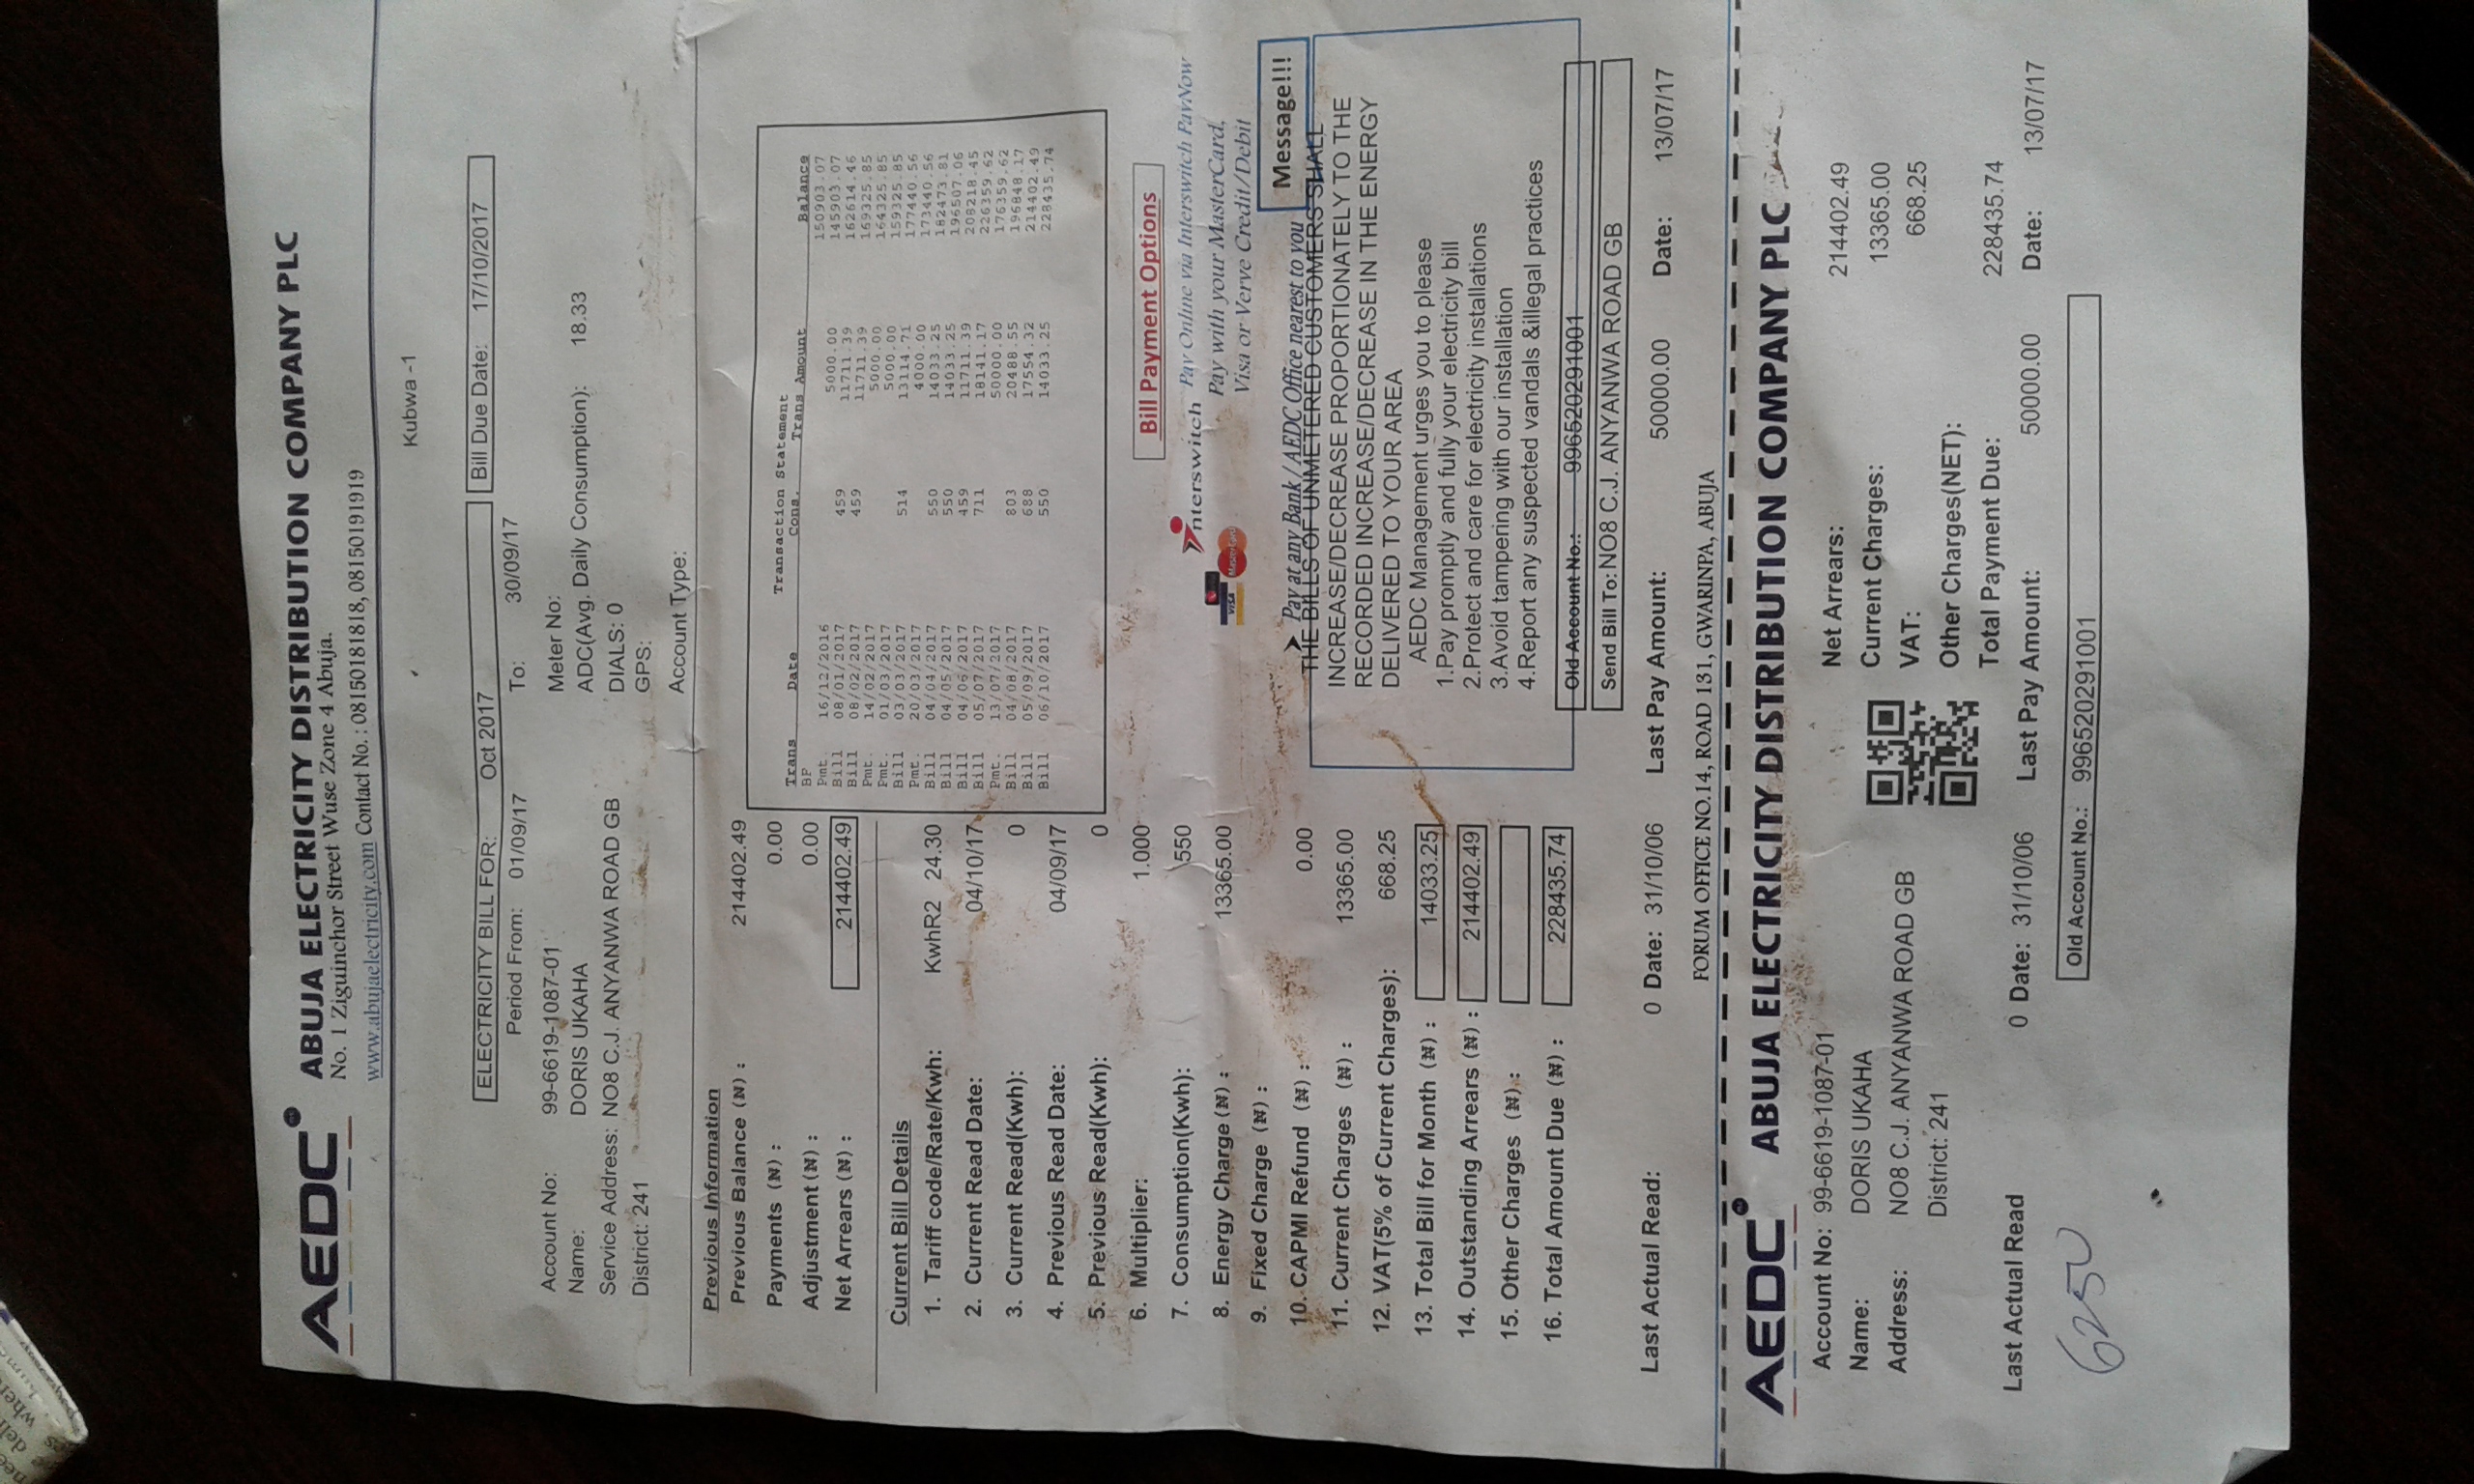 nee
deli
s wher
AEDC
ABUJA ELECTRICITY DISTRIBUTION COMPANY PLC
No. 1 Ziguinchor Street Wuse Zone 4 Abuja.
www.abujaelectricity.com Contact No. : 08150181818, 08150191919
Kubwa -1
ELECTRICITY BILL FOR: Oct 2017 Bill Due Date: 17/10/2017
Period From: 01/09/17 To: 30/09/17
Account No: 99-6619-1087-01 Meter No:
Name: DORIS UKAHA ADC(Avg. Daily Consumption): 18.33
Service Address: NO8 C.J. ANYANWA ROAD GB DIALS: 0
District: 241 GPS:
Account Type:
Previous Information
Previous Balance (₦) : 214402.49
Payments (₦) : 0.00
Adjustment (₦) : 0.00
Net Arrears (₦) : 214402.49
Transaction Statement
Trans Date Cons. Trans Amount Balance
BF 150903.07
Pmt. 16/12/2016 5000.00 145903.07
Bill 08/01/2017 459 11711.39 162614.46
Bill 08/02/2017 459 11711.39 169325.85
Pmt. 14/02/2017 5000.00 164325.85
Pmt. 01/03/2017 5000.00 159325.85
Bill 03/03/2017 514 13114.71 177440.56
Pmt. 20/03/2017 4000.00 173440.56
Bill 04/04/2017 550 14033.25 182473.81
Bill 04/05/2017 550 14033.25 196507.06
Bill 04/06/2017 459 11711.39 208218.45
Bill 05/07/2017 711 18141.17 226359.62
Pmt. 13/07/2017 50000.00 176359.62
Bill 04/08/2017 803 20488.55 196848.17
Bill 05/09/2017 688 17554.32 214402.49
Bill 06/10/2017 550 14033.25 228435.74
Current Bill Details
1. Tariff code/Rate/Kwh: KwhR2 24.30
2. Current Read Date: 04/10/17
3. Current Read(Kwh): 0
4. Previous Read Date: 04/09/17
5. Previous Read(Kwh): 0
6. Multiplier: 1.000
7. Consumption(Kwh): 550
8. Energy Charge (₦) : 13365.00
9. Fixed Charge (₦) :
10. CAPMI Refund (₦) : 0.00
11. Current Charges (₦) : 13365.00
12. VAT(5% of Current Charges): 668.25
13. Total Bill for Month (₦) : 14033.25
14. Outstanding Arrears (₦) : 214402.49
15. Other Charges (₦) :
16. Total Amount Due (₦) : 228435.74
Bill Payment Options
Interswitch Pay Online via Interswitch PayNow
VISA MasterCard Pay with your MasterCard,
Visa or Verve Credit/Debit
➤ Pay at any Bank / AEDC Office nearest to you
Message!!!
THE BILLS OF UNMETERED CUSTOMERS SHALL
INCREASE/DECREASE PROPORTIONATELY TO THE
RECORDED INCREASE/DECREASE IN THE ENERGY
DELIVERED TO YOUR AREA
AEDC Management urges you to please
1.Pay promptly and fully your electricity bill
2.Protect and care for electricity installations
3.Avoid tampering with our installation
4.Report any suspected vandals &illegal practices
Old Account No.: 996520291001
Send Bill To: NO8 C.J. ANYANWA ROAD GB
Last Actual Read: 0 Date: 31/10/06 Last Pay Amount: 50000.00 Date: 13/07/17
FORUM OFFICE NO.14, ROAD 131, GWARINPA, ABUJA
AEDC ABUJA ELECTRICITY DISTRIBUTION COMPANY PLC
Account No: 99-6619-1087-01 Net Arrears: 214402.49
Name: DORIS UKAHA Current Charges: 13365.00
Address: NO8 C.J. ANYANWA ROAD GB VAT: 668.25
District: 241 Other Charges(NET):
Total Payment Due: 228435.74
Last Actual Read 0 Date: 31/10/06 Last Pay Amount: 50000.00 Date: 13/07/17
6250
Old Account No.: 996520291001